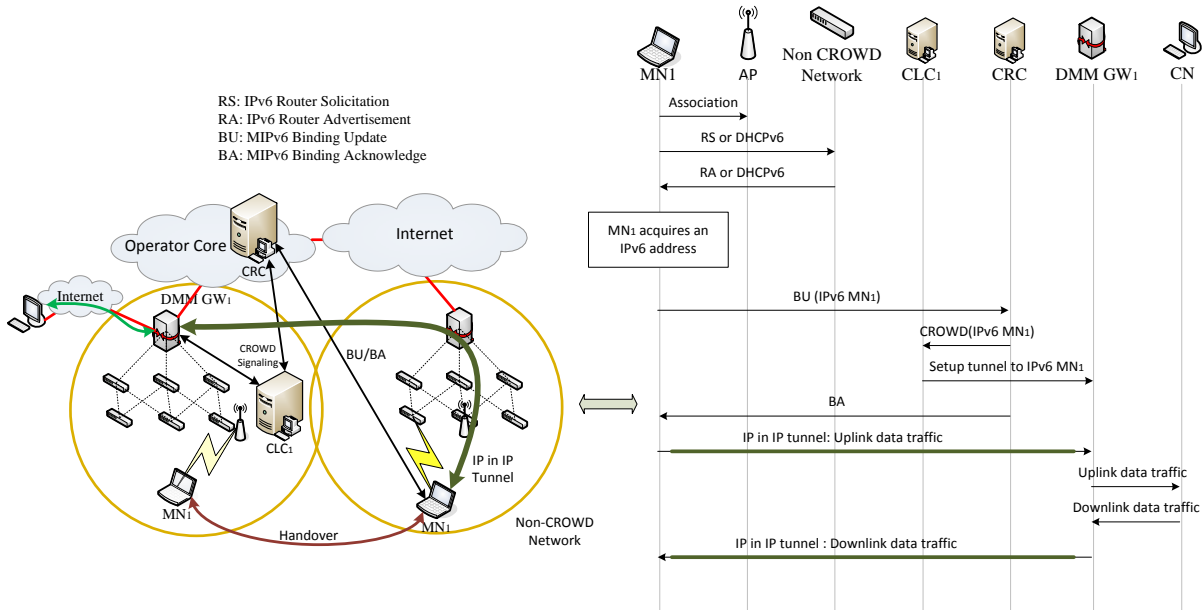 RS: IPv6 Router Solicitation
RA: IPv6 Router Advertisement
BU: MIPv6 Binding Update
BA: MIPv6 Binding Acknowledge
Operator Core
CRC
Internet
Internet
DMM GW1
CROWD
Signaling
BU/BA
CLC1
IP in IP
Tunnel
MN1
MN1
Handover
Non-CROWD
Network
MN1
AP
Non CROWD
Network
CLC1
CRC
DMM GW1
CN
Association
RS or DHCPv6
RA or DHCPv6
MN1 acquires an
IPv6 address
BU (IPv6 MN1)
CROWD(IPv6 MN1)
Setup tunnel to IPv6 MN1
BA
IP in IP tunnel: Uplink data traffic
Uplink data traffic
Downlink data traffic
IP in IP tunnel : Downlink data traffic